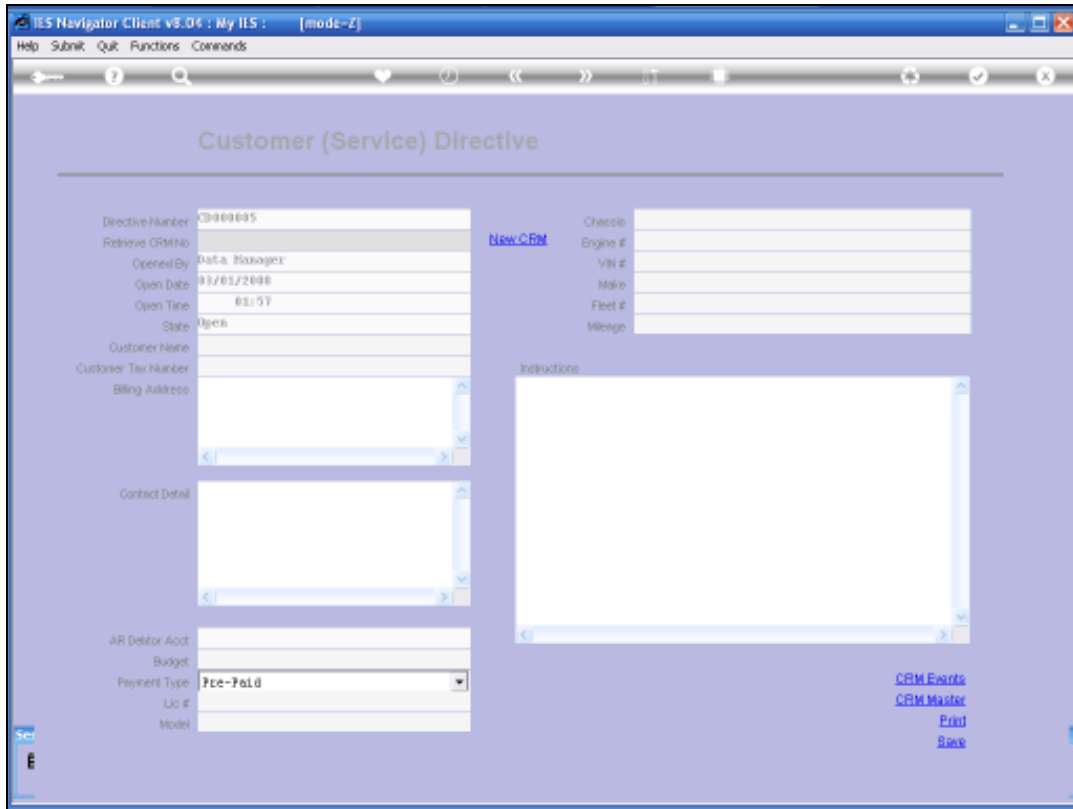 IES Navigator Client v8.04 : My IES :     [mode-Z]
Help Submit Quit Functions Commands
Customer (Service) Directive
Directive Number CD000005
Retrieve CRM No
New CRM
Opened By Data Manager
Open Date 03/01/2008
Open Time 01:57
State Open
Customer Name
Customer Tax Number
Billing Address
Contact Detail
AR Debtor Acct
Budget
Payment Type Pre-Paid
Lic #
Model
Chassis
Engine #
VIN #
Make
Fleet #
Mileage
Instructions
CRM Events
CRM Master
Print
Save
Ser